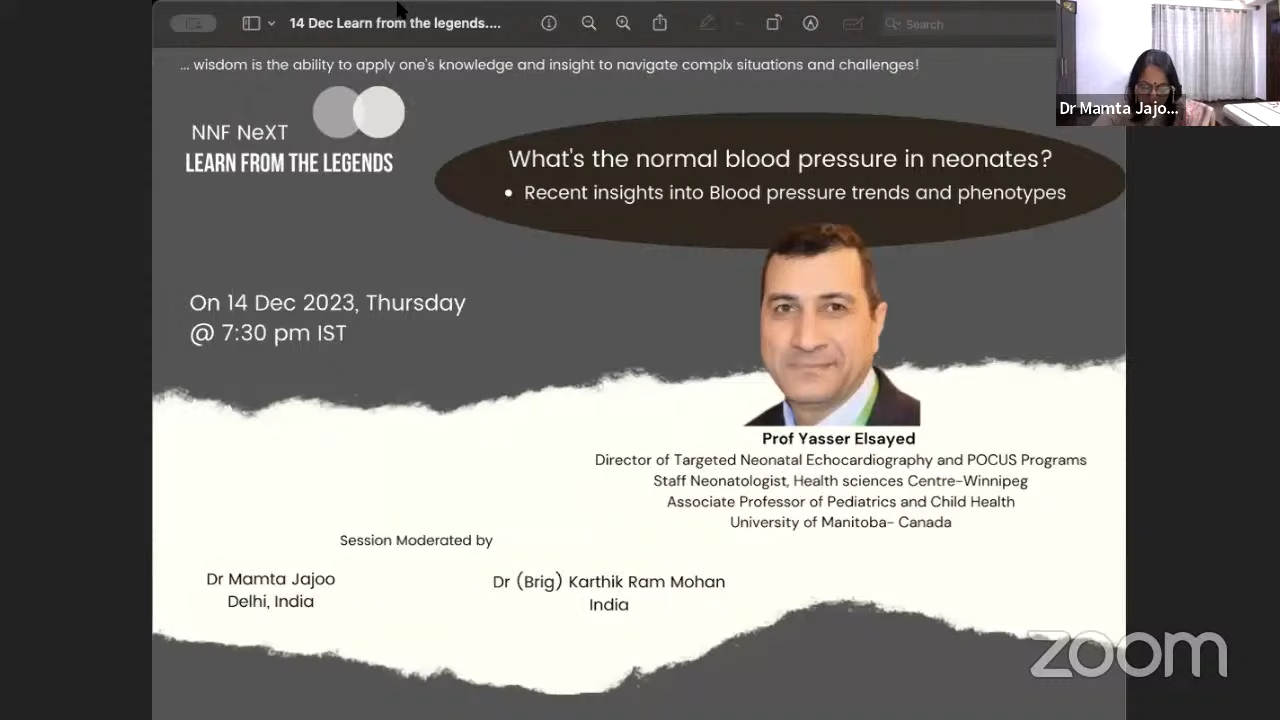 14 Dec Learn from the legends....
Search
... wisdom is the ability to apply one's knowledge and insight to navigate complx situations and challenges!
Dr Mamta Jajo...
NNF NeXT
LEARN FROM THE LEGENDS
What's the normal blood pressure in neonates?
• Recent insights into Blood pressure trends and phenotypes
On 14 Dec 2023, Thursday
@ 7:30 pm IST
Prof Yasser Elsayed
Director of Targeted Neonatal Echocardiography and POCUS Programs
Staff Neonatologist, Health sciences Centre-Winnipeg
Associate Professor of Pediatrics and Child Health
University of Manitoba- Canada
Session Moderated by
Dr Mamta Jajoo
Delhi, India
Dr (Brig) Karthik Ram Mohan
India
zoom